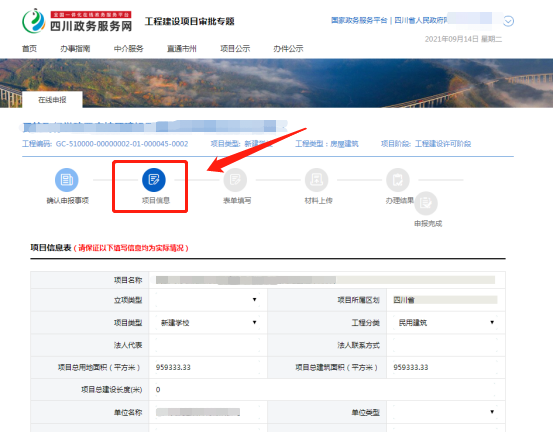 全国一体化在线政务服务平台
四川政务服务网
工程建设项目审批专题
国家政务服务平台 | 四川省人民政府网
2021年09月14日 星期二
首页 办事指南 中介服务 直通市州 项目公示 办件公示
在线申报
工程编码: GC-510000-00000002-01-000045-0002 项目类型: 新建学 工程类型: 房屋建筑 项目阶段: 工程建设许可阶段
确认申报事项 项目信息 表单填写 材料上传 办理结果
申报完成
项目信息表 (请保证以下填写信息均为实际情况)
项目名称
立项类型 项目所属区划 四川省
项目类型 新建学校 工程分类 民用建筑
法人代表 法人联系方式
项目总用地面积（平方米） 959333.33 项目总建筑面积（平方米） 959333.33
项目总建设长度(米) 0
单位名称 单位类型